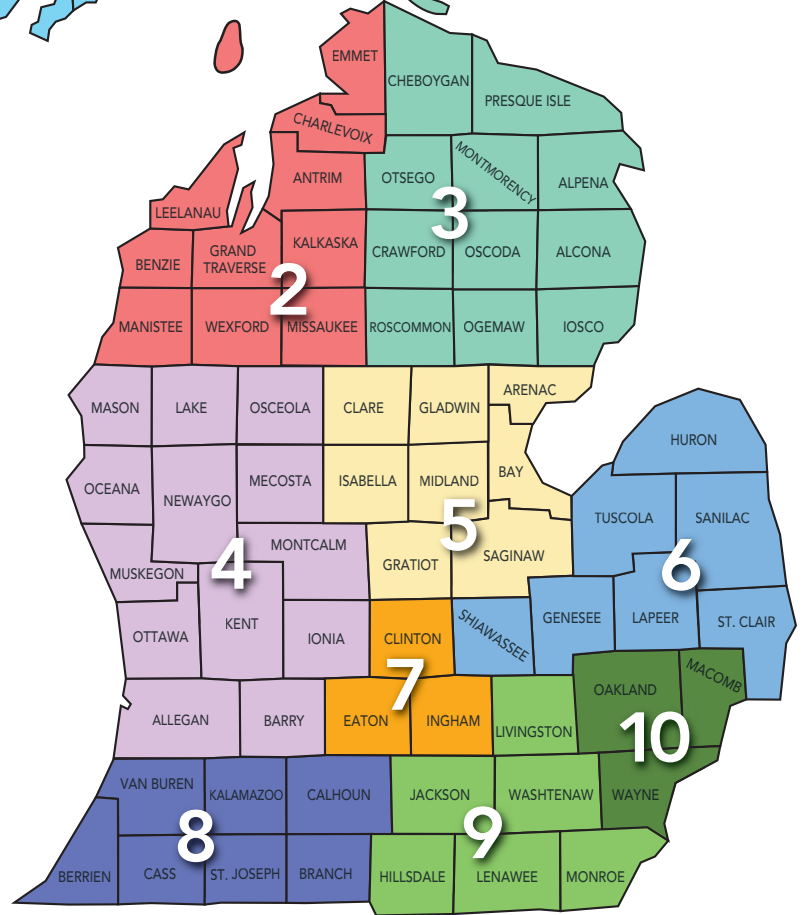 EMMET
CHEBOYGAN
PRESQUE ISLE
CHARLEVOIX
ANTRIM
OTSEGO
MONTMORENCY
ALPENA
3
LEELANAU
BENZIE
GRAND
TRAVERSE
KALKASKA
CRAWFORD
OSCODA
ALCONA
2
MANISTEE
WEXFORD
MISSAUKEE
ROSCOMMON
OGEMAW
IOSCO
MASON
LAKE
OSCEOLA
CLARE
GLADWIN
ARENAC
HURON
OCEANA
NEWAYGO
MECOSTA
ISABELLA
MIDLAND
BAY
TUSCOLA
SANILAC
5
MUSKEGON
4
MONTCALM
GRATIOT
SAGINAW
6
OTTAWA
KENT
IONIA
CLINTON
SHIAWASSEE
GENESEE
LAPEER
ST. CLAIR
7
ALLEGAN
BARRY
EATON
INGHAM
LIVINGSTON
OAKLAND
MACOMB
10
VAN BUREN
KALAMAZOO
CALHOUN
JACKSON
WASHTENAW
WAYNE
8
9
BERRIEN
CASS
ST. JOSEPH
BRANCH
HILLSDALE
LENAWEE
MONROE